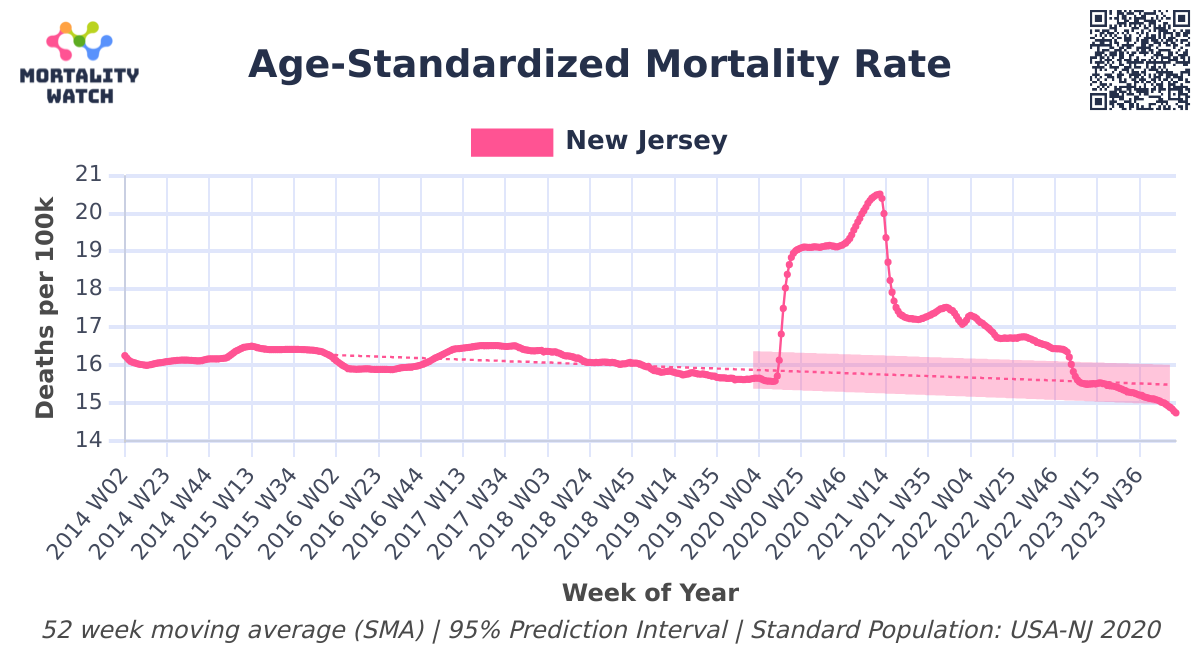 MORTALITY
WATCH
Age-Standardized Mortality Rate
New Jersey
Deaths per 100k
21
20
19
18
17
16
15
14
2014 W02
2014 W23
2014 W44
2015 W13
2015 W34
2016 W02
2016 W23
2016 W44
2017 W13
2017 W34
2018 W03
2018 W24
2018 W45
2019 W14
2019 W35
2020 W04
2020 W25
2020 W46
2021 W14
2021 W35
2022 W04
2022 W25
2022 W46
2023 W15
2023 W36
Week of Year
52 week moving average (SMA) | 95% Prediction Interval | Standard Population: USA-NJ 2020